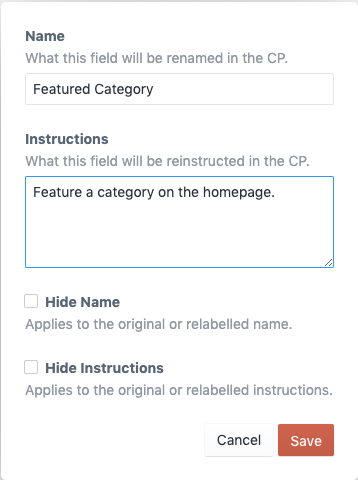 Name
What this field will be renamed in the CP.
Featured Category
Instructions
What this field will be reinstructed in the CP.
Feature a category on the homepage.
Hide Name
Applies to the original or relabelled name.
Hide Instructions
Applies to the original or relabelled instructions.
Cancel Save